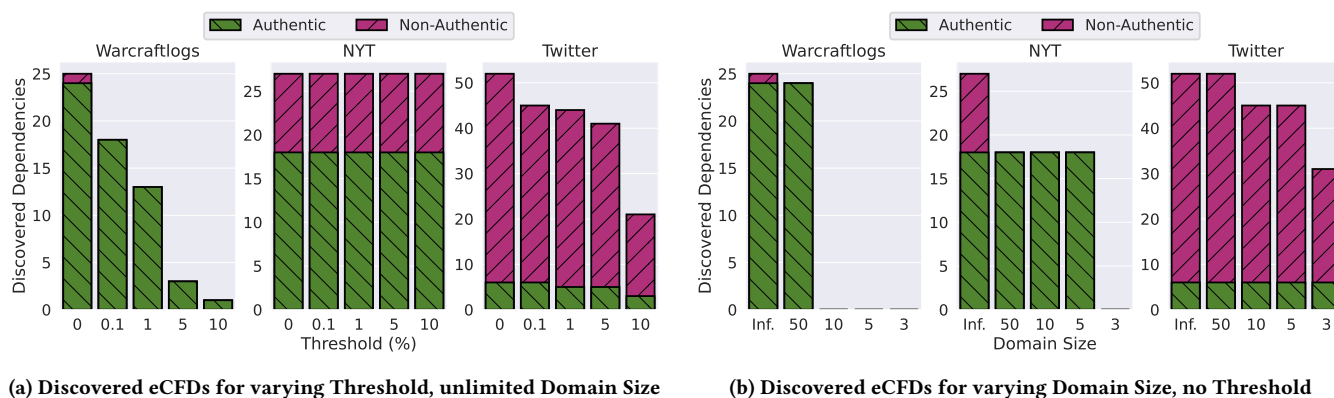 Authentic Non-Authentic
Warcraftlogs NYT Twitter
Discovered Dependencies
25
20
15
10
5
0
0 0.1 1 5 10
25
20
15
10
5
0
0 0.1 1 5 10
50
40
30
20
10
0
0 0.1 1 5 10
Threshold (%)
(a) Discovered eCFDs for varying Threshold, unlimited Domain Size
Authentic Non-Authentic
Warcraftlogs NYT Twitter
Discovered Dependencies
25
20
15
10
5
0
Inf. 50 10 5 3
25
20
15
10
5
0
Inf. 50 10 5 3
50
40
30
20
10
0
Inf. 50 10 5 3
Domain Size
(b) Discovered eCFDs for varying Domain Size, no Threshold